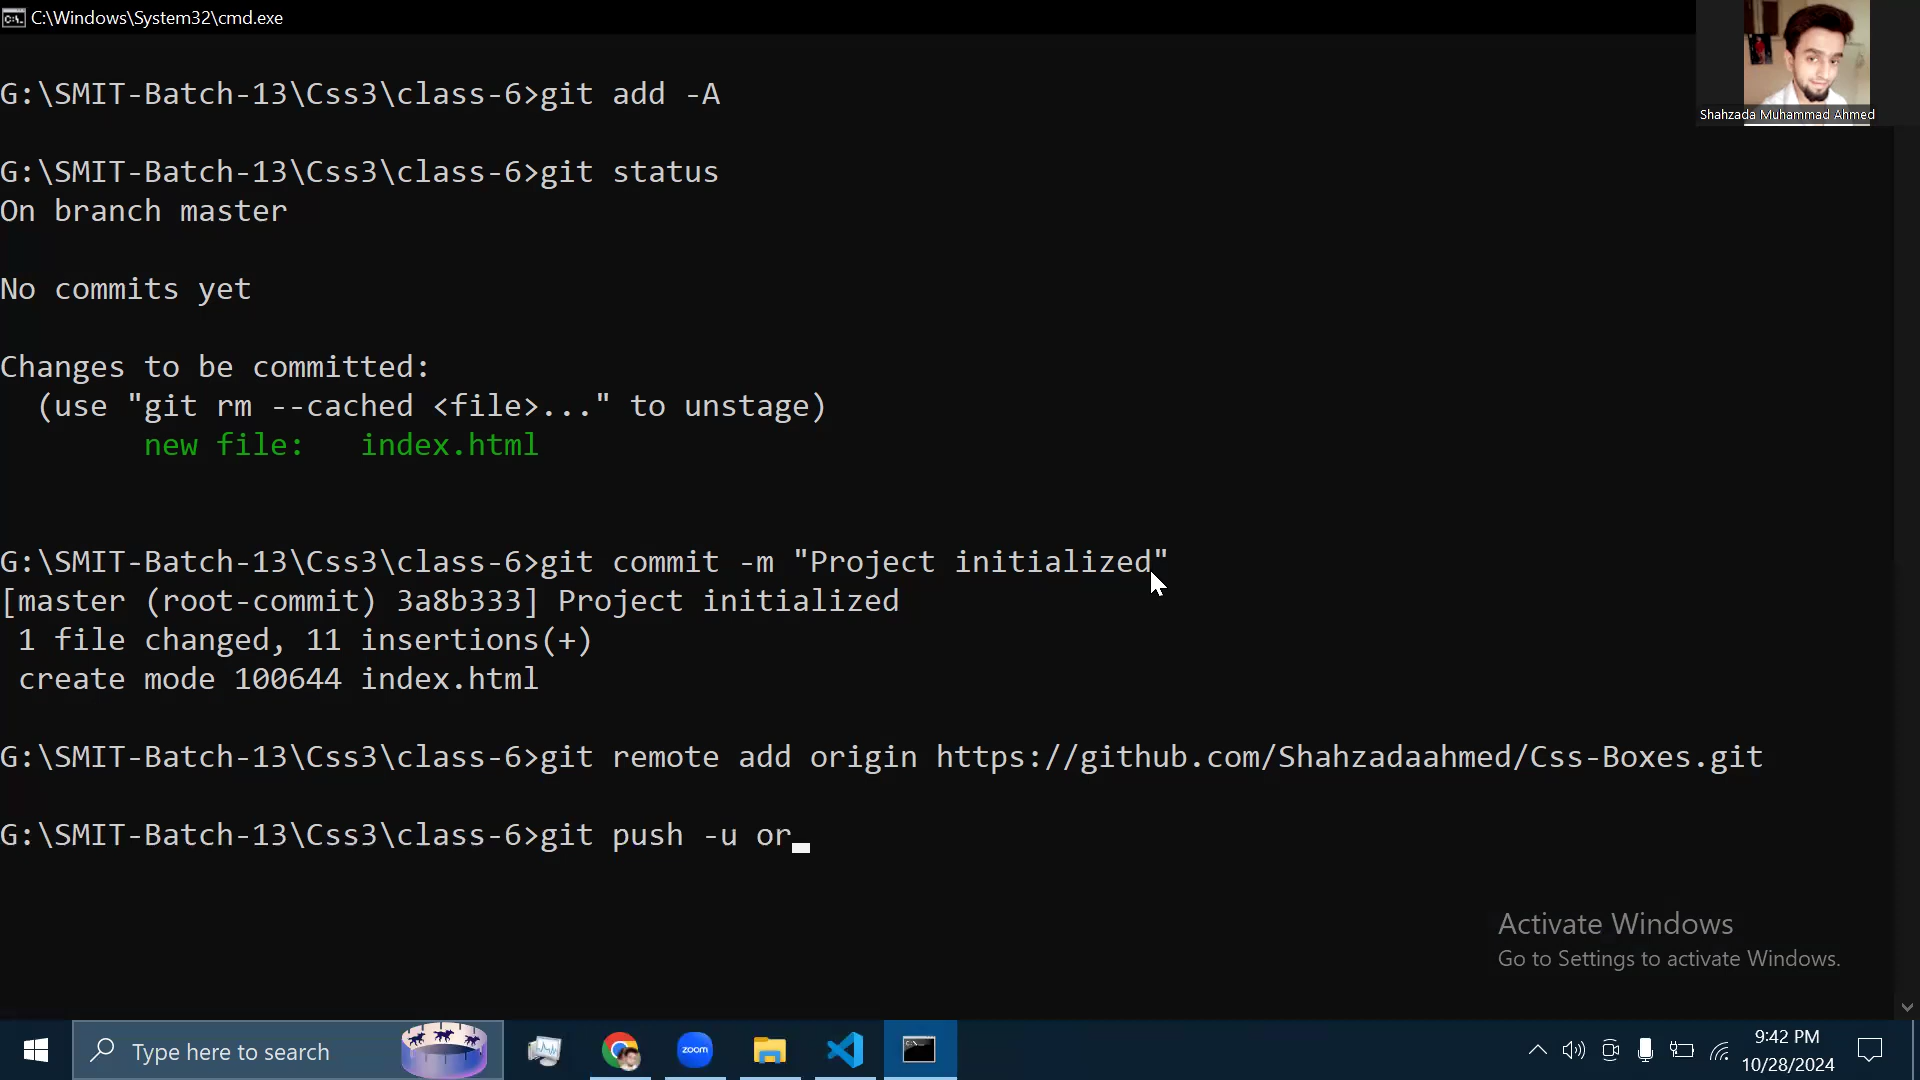 C:\Windows\System32\cmd.exe
Shahzada Muhammad Ahmed
G:\SMIT-Batch-13\Css3\class-6>git add -A
G:\SMIT-Batch-13\Css3\class-6>git status
On branch master
No commits yet
Changes to be committed:
  (use "git rm --cached <file>..." to unstage)
        new file:   index.html
G:\SMIT-Batch-13\Css3\class-6>git commit -m "Project initialized"
[master (root-commit) 3a8b333] Project initialized
 1 file changed, 11 insertions(+)
 create mode 100644 index.html
G:\SMIT-Batch-13\Css3\class-6>git remote add origin https://github.com/Shahzadaahmed/Css-Boxes.git
G:\SMIT-Batch-13\Css3\class-6>git push -u or
Activate Windows
Go to Settings to activate Windows.
Type here to search
zoom
9:42 PM
10/28/2024